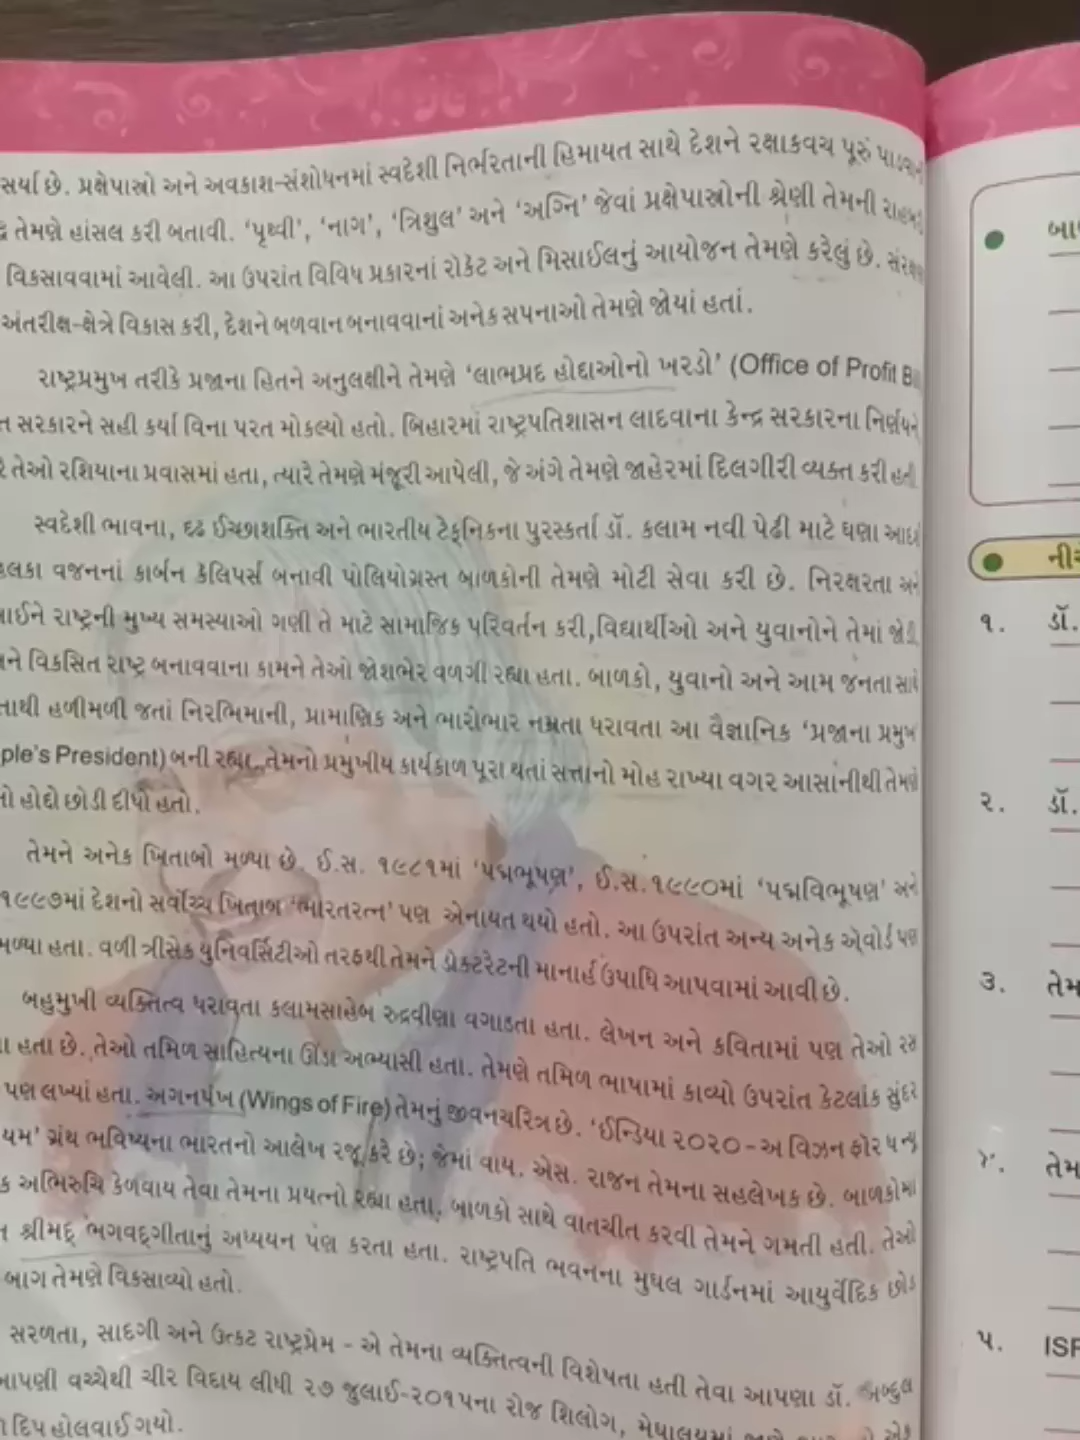 સર્યા છે. પ્રક્ષેપાસ્ત્રો અને અવકાશ-સંશોધનમાં સ્વદેશી નિર્ભરતાની હિમાયત સાથે દેશને રક્ષાકવચ પૂરું
તેમણે હાંસલ કરી બતાવી. ‘પૃથ્વી’, ‘નાગ’, ‘ત્રિશુલ’ અને ‘અગ્નિ’ જેવાં પ્રક્ષેપાસ્ત્રોની શ્રેણી તેમની
વિકસાવવામાં આવેલી. આ ઉપરાંત વિવિધ પ્રકારનાં રોકેટ અને મિસાઈલનું આયોજન તેમણે કરેલું છે.
અંતરીક્ષ-ક્ષેત્રે વિકાસ કરી, દેશને બળવાન બનાવવાનાં અનેક સપનાઓ તેમણે જોયાં હતાં.
રાષ્ટ્રપ્રમુખ તરીકે પ્રજાના હિતને અનુલક્ષીને તેમણે ‘લાભપ્રદ હોદ્દાઓનો ખરડો’ (Office of Profit
સરકારને સહી કર્યા વિના પરત મોકલ્યો હતો. બિહારમાં રાષ્ટ્રપતિશાસન લાદવાના કેન્દ્ર સરકારના નિર્ણયને
તેઓ રશિયાના પ્રવાસમાં હતા, ત્યારે તેમણે મંજૂરી આપેલી, જે અંગે તેમણે જાહેરમાં દિલગીરી વ્યક્ત કરી હતી
સ્વદેશી ભાવના, દૃઢ ઈચ્છાશક્તિ અને ભારતીય ટેક્નિકના પુરસ્કર્તા ડૉ. કલામ નવી પેઢી માટે ઘણા
વજનનાં કાર્બન કેલિપર્સ બનાવી પોલિયોગ્રસ્ત બાળકોની તેમણે મોટી સેવા કરી છે. નિરક્ષરતા અને
રાષ્ટ્રની મુખ્ય સમસ્યાઓ ગણી તે માટે સામાજિક પરિવર્તન કરી,વિદ્યાર્થીઓ અને યુવાનોને તેમાં જોડી
વિકસિત રાષ્ટ્ર બનાવવાના કામને તેઓ જોશભેર વળગી રહ્યા હતા. બાળકો, યુવાનો અને આમ જનતા સાથે
હળીમળી જતાં નિરભિમાની, પ્રામાણિક અને ભારોભાર નમ્રતા ધરાવતા આ વૈજ્ઞાનિક ‘પ્રજાના પ્રમુખ
ple's President) બની રહ્યા. તેમનો પ્રમુખીય કાર્યકાળ પૂરા થતાં સત્તાનો મોહ રાખ્યા વગર આસાનીથી તેમણે
હોદ્દો છોડી દીધો હતો.
તેમને અનેક ખિતાબો મળ્યા છે. ઈ.સ. ૧૯૮૧માં ‘પદ્મભૂષણ’, ઈ.સ.૧૯૯૦માં ‘પદ્મવિભૂષણ’ અને
૧૯૯૭માં દેશનો સર્વોચ્ચ ખિતાબ ‘ભારતરત્ન’ પણ એનાયત થયો હતો. આ ઉપરાંત અન્ય અનેક એવોર્ડ પણ
મળ્યા હતા. વળી ત્રીસેક યુનિવર્સિટીઓ તરફથી તેમને ડોક્ટરેટની માનાર્હ ઉપાધિ આપવામાં આવી છે.
બહુમુખી વ્યક્તિત્વ ધરાવતા કલામસાહેબ રુદ્રવીણા વગાડતા હતા. લેખન અને કવિતામાં પણ તેઓ રસ
હતા છે. તેઓ તમિળ સાહિત્યના ઊંડા અભ્યાસી હતા. તેમણે તમિળ ભાષામાં કાવ્યો ઉપરાંત કેટલાંક સુંદર
પણ લખ્યાં હતા. અગનપંખ (Wings of Fire) તેમનું જીવનચરિત્ર છે. ‘ઈન્ડિયા ૨૦૨૦-અ વિઝન ફોર ધ ન્યૂ
યમ’ ગ્રંથ ભવિષ્યના ભારતનો આલેખ રજૂ કરે છે; જેમાં વાય. એસ. રાજન તેમના સહલેખક છે. બાળકોમાં
અભિરુચિ કેળવાય તેવા તેમના પ્રયત્નો રહ્યા હતા. બાળકો સાથે વાતચીત કરવી તેમને ગમતી હતી. તેઓ
શ્રીમદ્ ભગવદ્ગીતાનું અધ્યયન પણ કરતા હતા. રાષ્ટ્રપતિ ભવનના મુઘલ ગાર્ડનમાં આયુર્વેદિક છોડ
બાગ તેમણે વિકસાવ્યો હતો.
સરળતા, સાદગી અને ઉત્કટ રાષ્ટ્રપ્રેમ - એ તેમના વ્યક્તિત્વની વિશેષતા હતી તેવા આપણા ડૉ. અબ્દુલ
આપણી વચ્ચેથી ચીર વિદાય લીધી ૨૭ જુલાઈ-૨૦૧૫ના રોજ શિલોગ, મેઘાલયમાં
દિપ હોલવાઈ ગયો.
૧. ડૉ.
૨. ડૉ.
૩.
૪.
૫.